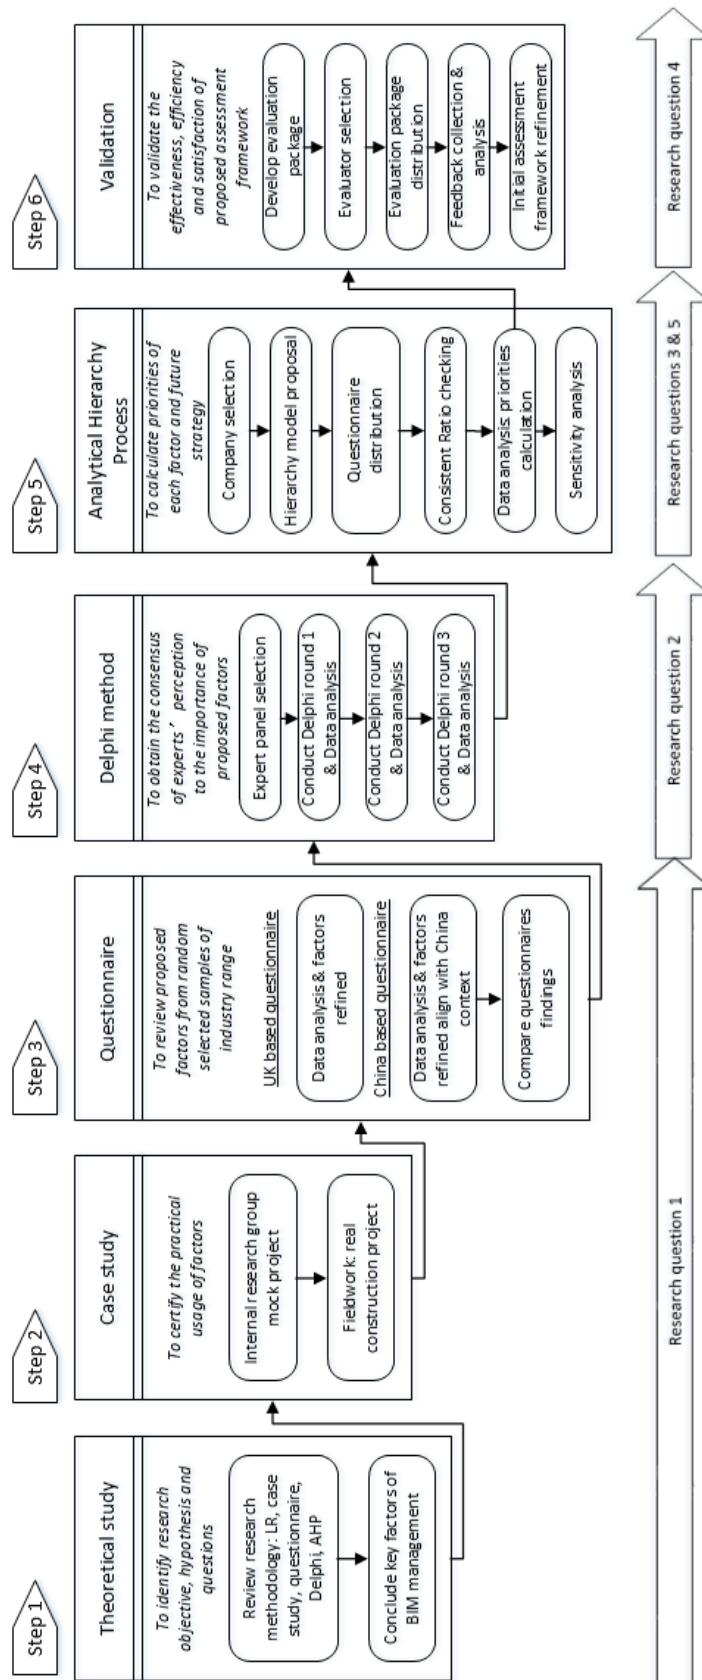 Step 1
Theoretical study
To identify research
objective, hypothesis and
questions
Review research
methodology: LR, case
study, questionnaire,
Delphi, AHP
Conclude key factors of
BIM management
Step 2
Case study
To certify the practical
usage of factors
Internal research group
mock project
Fieldwork: real
construction project
Step 3
Questionnaire
To review proposed
factors from random
selected samples of
industry range
UK based questionnaire
Data analysis & factors
refined
China based questionnaire
Data analysis & factors
refined align with China
context
Compare questionnaires
findings
Step 4
Delphi method
To obtain the consensus
of experts’ perception
to the importance of
proposed factors
Expert panel selection
Conduct Delphi round 1
& Data analysis
Conduct Delphi round 2
& Data analysis
Conduct Delphi round 3
& Data analysis
Step 5
Analytical Hierarchy
Process
To calculate priorities of
each factor and future
strategy
Company selection
Hierarchy model proposal
Questionnaire
distribution
Consistent Ratio checking
Data analysis: priorities
calculation
Sensitivity analysis
Step 6
Validation
To validate the
effectiveness, efficiency
and satisfaction of
proposed assessment
framework
Develop evaluation
package
Evaluator selection
Evaluation package
distribution
Feedback collection &
analysis
Initial assessment
framework refinement
Research question 1
Research question 2
Research questions 3 & 5
Research question 4